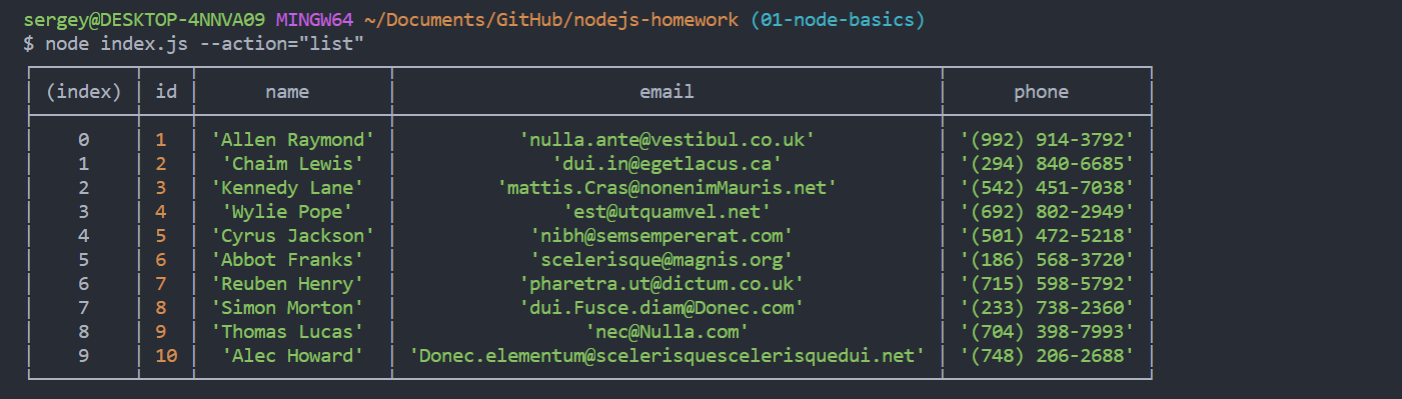 sergey@DESKTOP-4NNVA09 MINGW64 ~/Documents/GitHub/nodejs-homework (01-node-basics)
$ node index.js --action="list"
(index) id name email phone
0 1 'Allen Raymond' 'nulla.ante@vestibul.co.uk' '(992) 914-3792'
1 2 'Chaim Lewis' 'dui.in@egetlacus.ca' '(294) 840-6685'
2 3 'Kennedy Lane' 'mattis.Cras@nonenimMauris.net' '(542) 451-7038'
3 4 'Wylie Pope' 'est@utquamvel.net' '(692) 802-2949'
4 5 'Cyrus Jackson' 'nibh@semsempererat.com' '(501) 472-5218'
5 6 'Abbot Franks' 'scelerisque@magnis.org' '(186) 568-3720'
6 7 'Reuben Henry' 'pharetra.ut@dictum.co.uk' '(715) 598-5792'
7 8 'Simon Morton' 'dui.Fusce.diam@Donec.com' '(233) 738-2360'
8 9 'Thomas Lucas' 'nec@Nulla.com' '(704) 398-7993'
9 10 'Alec Howard' 'Donec.elementum@scelerisquescelerisquedui.net' '(748) 206-2688'